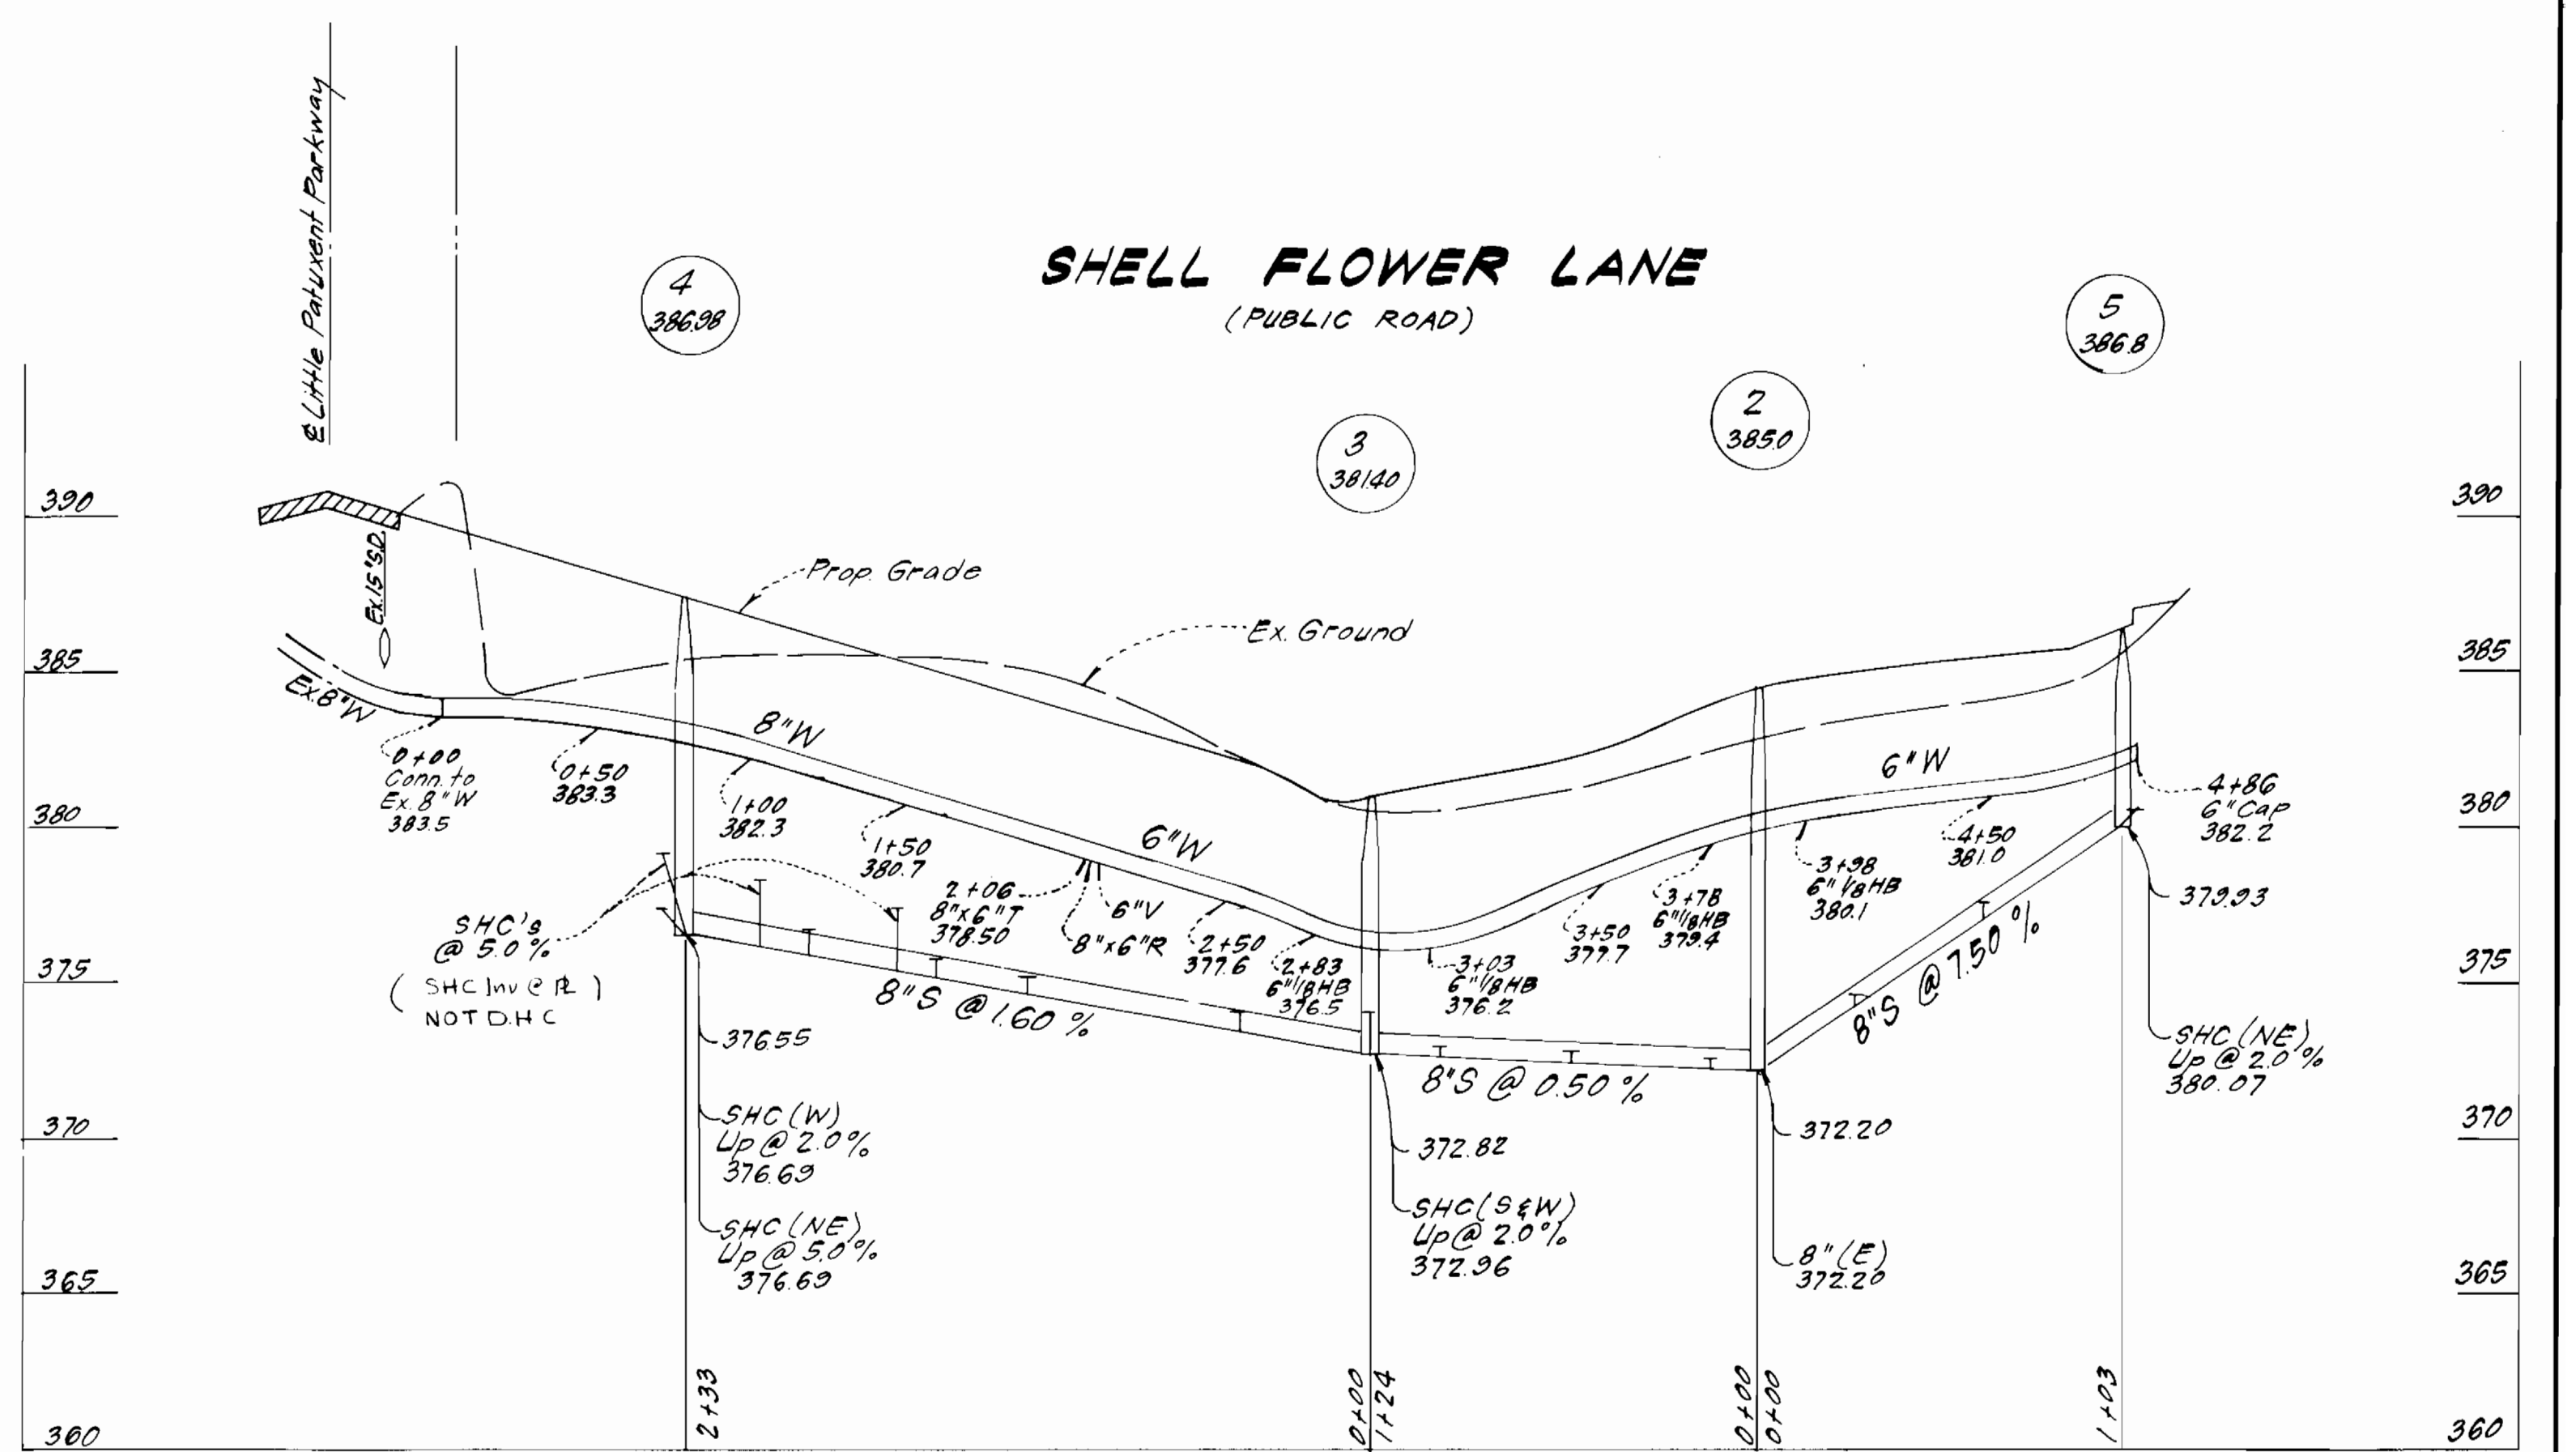 ℄ Little Patuxent Parkway
SHELL FLOWER LANE
(PUBLIC ROAD)
4
386.98
3
381.40
2
385.0
5
386.8
390
385
380
375
370
365
360
390
385
380
375
370
365
360
Ex.15"S.D.
Prop. Grade
Ex. Ground
Ex.8"W
8"W
6"W
6"W
0+00
Conn. to
Ex. 8"W
383.5
0+50
383.3
1+00
382.3
1+50
380.7
2+06
8"x6"T
378.50
6"V
8"x6"R
2+50
377.6
2+83
6"1/8HB
376.5
3+03
6"1/8HB
376.2
3+50
377.7
3+78
6"1/8HB
379.4
3+98
6"1/8HB
380.1
4+50
381.0
4+86
6"Cap
382.2
SHC's
@ 5.0%
(SHC Inv @ ℄)
NOT D.H.C
8"S @ 1.60 %
8"S @ 0.50 %
8"S @ 7.50 %
376.55
SHC (W)
Up @ 2.0%
376.69
SHC (NE)
Up @ 5.0%
376.69
372.82
SHC (S&W)
Up @ 2.0%
372.96
372.20
8"(E)
372.20
379.93
SHC (NE)
Up @ 2.0%
380.07
2+33
0+00
1+24
0+00
0+00
1+03